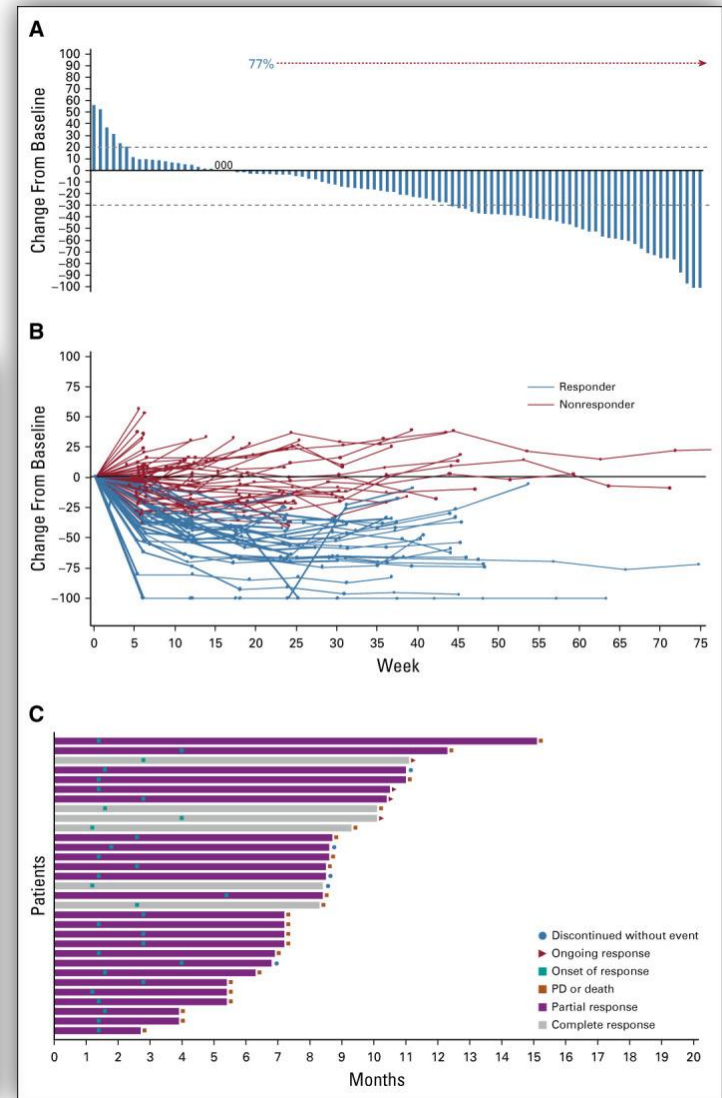 A
Change From Baseline
100
90
80
70
60
50
40
30
20
10
0
−10
−20
−30
−40
−50
−60
−70
−80
−90
−100
77%
000
B
Change From Baseline
100
75
50
25
0
−25
−50
−75
−100
Responder
Nonresponder
0 5 10 15 20 25 30 35 40 45 50 55 60 65 70 75
Week
C
Patients
Discontinued without event
Ongoing response
Onset of response
PD or death
Partial response
Complete response
0 1 2 3 4 5 6 7 8 9 10 11 12 13 14 15 16 17 18 19 20
Months